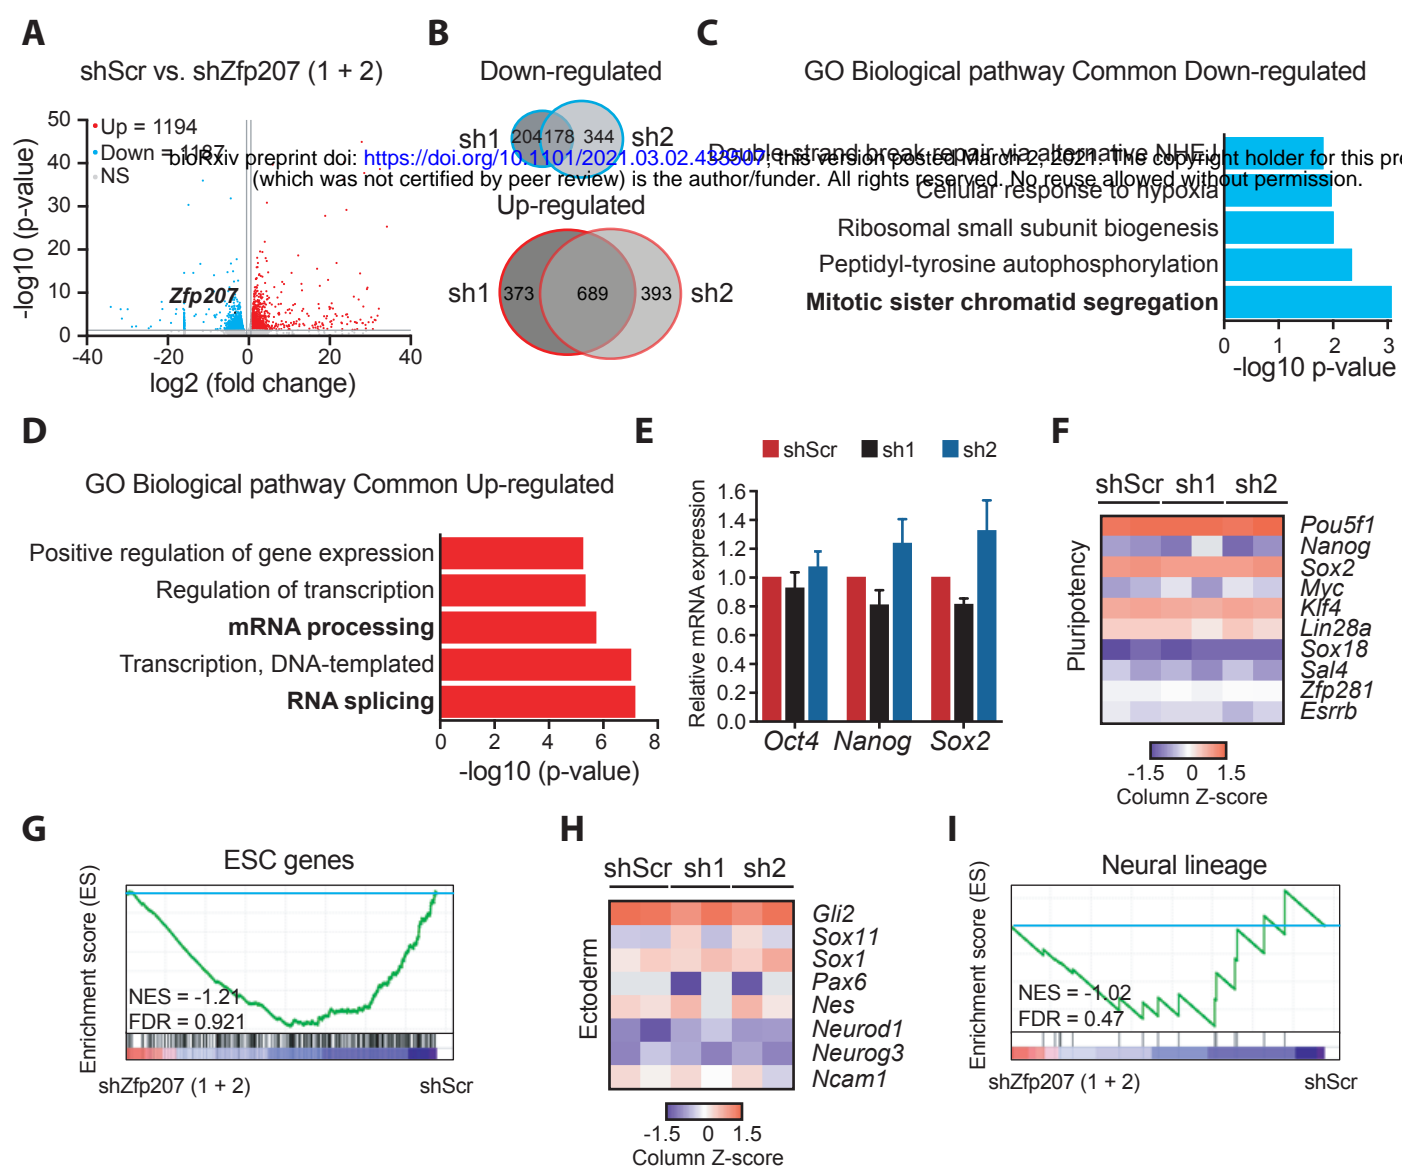 A
shScr vs. shZfp207 (1 + 2)
-log10 (p-value)
50
40
30
20
10
0
Up = 1194
Down = 1187
NS
Zfp207
-40
-20
0
20
40
log2 (fold change)
B
Down-regulated
sh1
204
178
344
sh2
bioRxiv preprint doi: https://doi.org/10.1101/2021.03.02.433507; this version posted March 2, 2021. The copyright holder for this pre
(which was not certified by peer review) is the author/funder. All rights reserved. No reuse allowed without permission.
Up-regulated
sh1
373
689
393
sh2
C
GO Biological pathway Common Down-regulated
Double-strand break repair via alternative NHEJ
Cellular response to hypoxia
Ribosomal small subunit biogenesis
Peptidyl-tyrosine autophosphorylation
Mitotic sister chromatid segregation
0
1
2
3
-log10 p-value
D
GO Biological pathway Common Up-regulated
Positive regulation of gene expression
Regulation of transcription
mRNA processing
Transcription, DNA-templated
RNA splicing
0
2
4
6
8
-log10 (p-value)
E
shScr
sh1
sh2
Relative mRNA expression
1.6
1.4
1.2
1.0
0.8
0.6
0.4
0.2
0.0
Oct4
Nanog
Sox2
F
shScr
sh1
sh2
Pluripotency
Pou5f1
Nanog
Sox2
Myc
Klf4
Lin28a
Sox18
Sal4
Zfp281
Esrrb
-1.5
0
1.5
Column Z-score
G
ESC genes
Enrichment score (ES)
NES = -1.21
FDR = 0.921
shZfp207 (1 + 2)
shScr
H
shScr
sh1
sh2
Ectoderm
Gli2
Sox11
Sox1
Pax6
Nes
Neurod1
Neurog3
Ncam1
-1.5
0
1.5
Column Z-score
I
Neural lineage
Enrichment score (ES)
NES = -1.02
FDR = 0.47
shZfp207 (1 + 2)
shScr